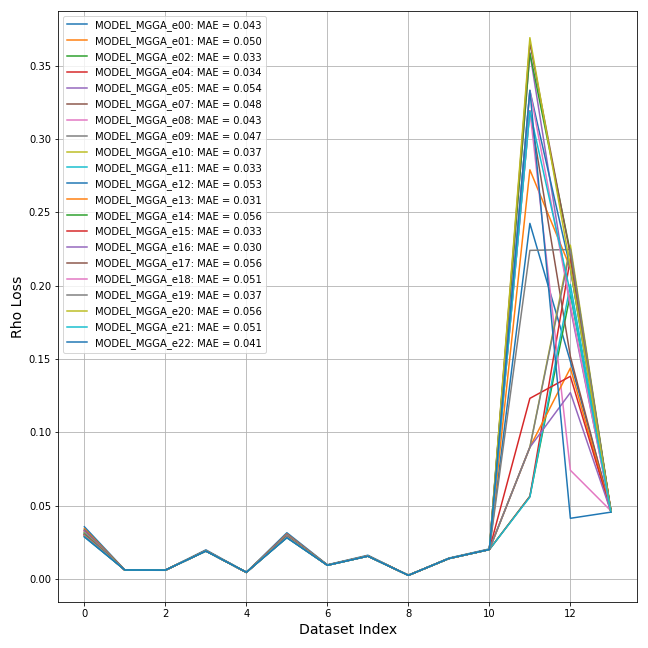 MODEL_MGGA_e00: MAE = 0.043
MODEL_MGGA_e01: MAE = 0.050
MODEL_MGGA_e02: MAE = 0.033
MODEL_MGGA_e04: MAE = 0.034
MODEL_MGGA_e05: MAE = 0.054
MODEL_MGGA_e07: MAE = 0.048
MODEL_MGGA_e08: MAE = 0.043
MODEL_MGGA_e09: MAE = 0.047
MODEL_MGGA_e10: MAE = 0.037
MODEL_MGGA_e11: MAE = 0.033
MODEL_MGGA_e12: MAE = 0.053
MODEL_MGGA_e13: MAE = 0.031
MODEL_MGGA_e14: MAE = 0.056
MODEL_MGGA_e15: MAE = 0.033
MODEL_MGGA_e16: MAE = 0.030
MODEL_MGGA_e17: MAE = 0.056
MODEL_MGGA_e18: MAE = 0.051
MODEL_MGGA_e19: MAE = 0.037
MODEL_MGGA_e20: MAE = 0.056
MODEL_MGGA_e21: MAE = 0.051
MODEL_MGGA_e22: MAE = 0.041
Rho Loss
0.35
0.30
0.25
0.20
0.15
0.10
0.05
0.00
0 2 4 6 8 10 12
Dataset Index